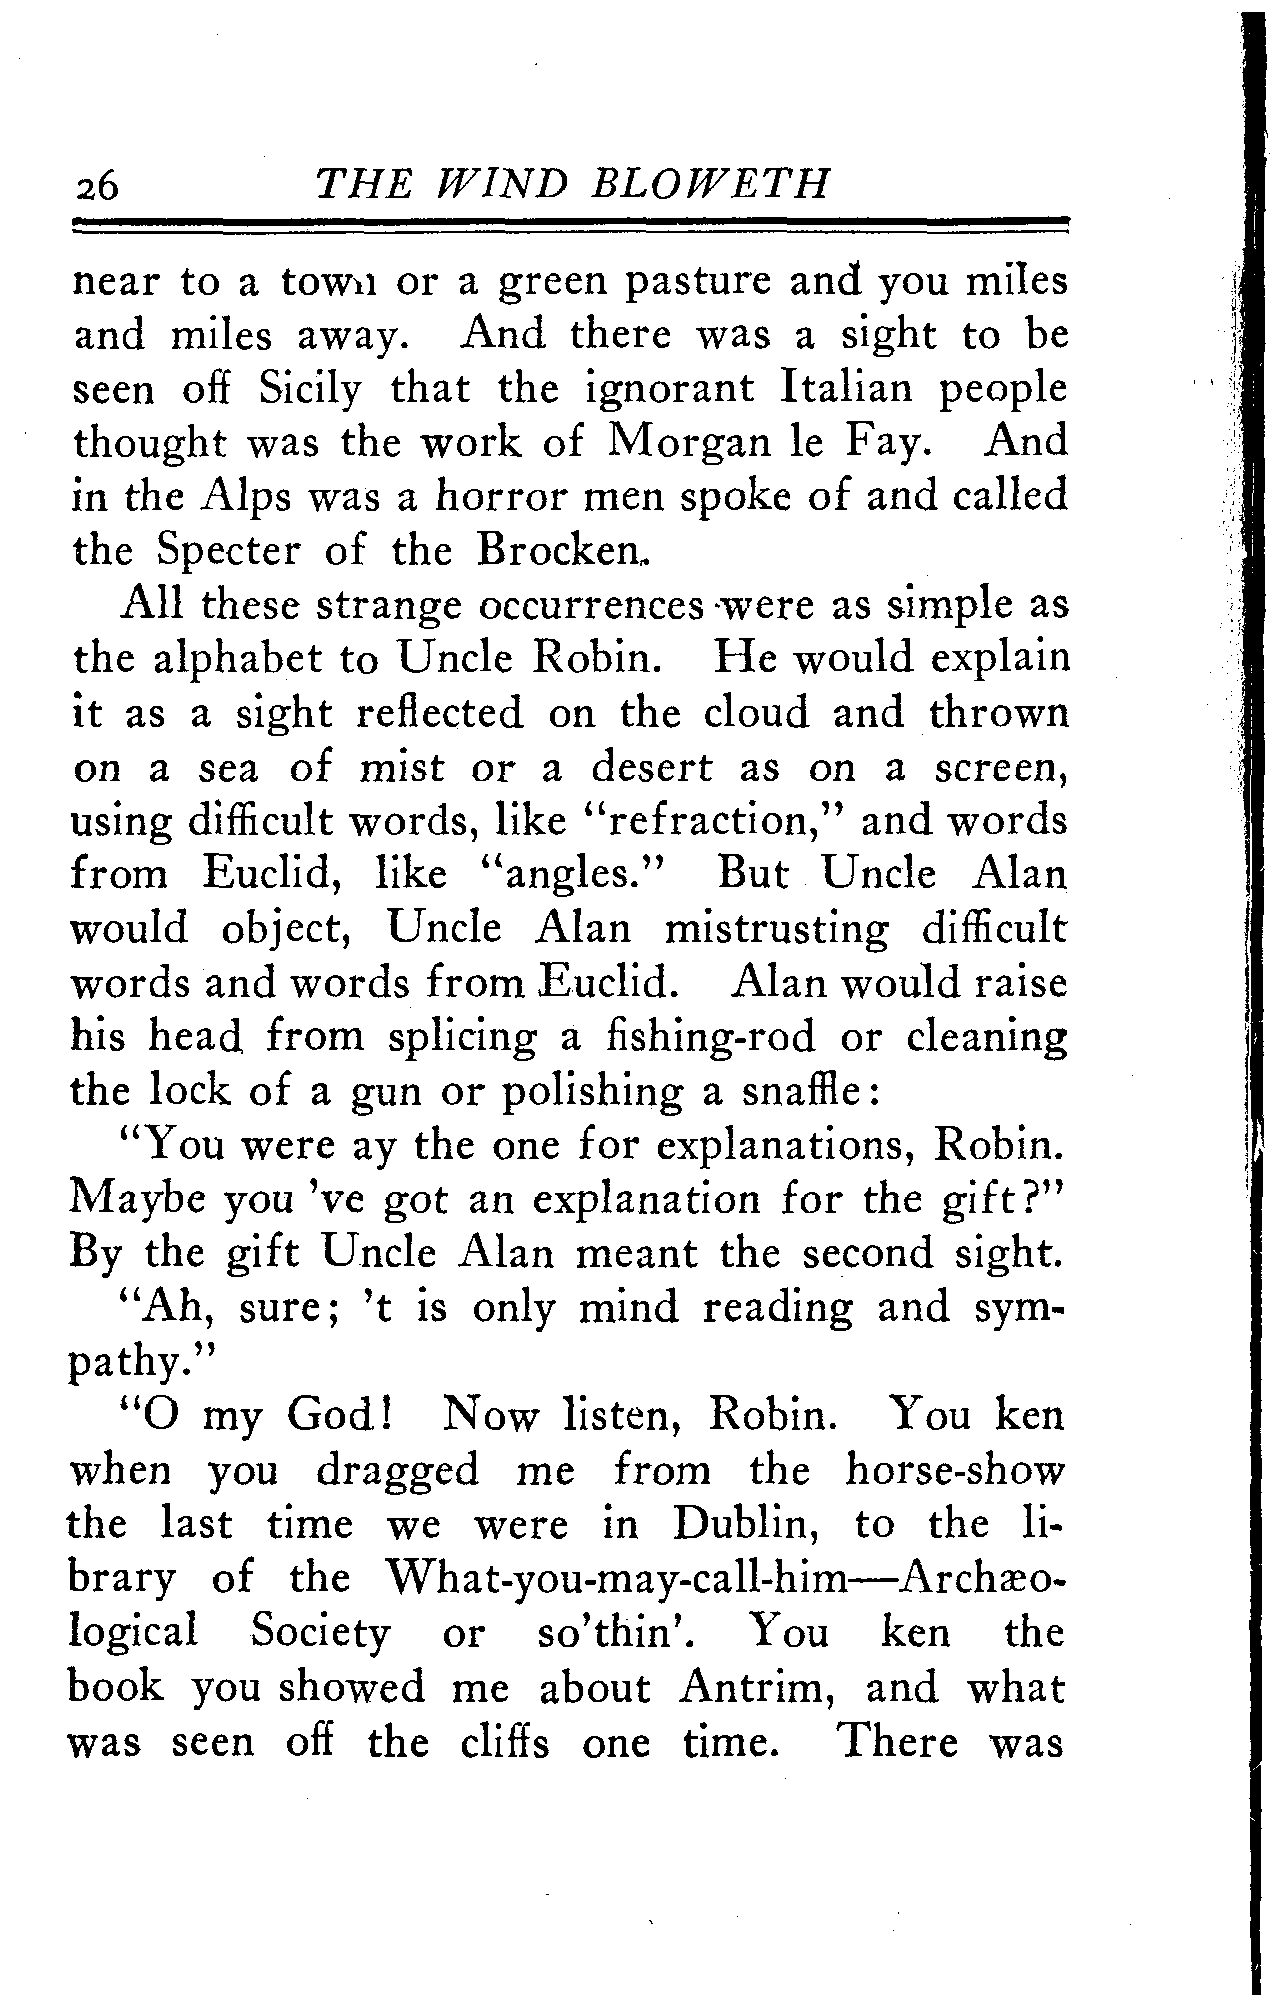 26 THE WIND BLOWETH
near to a town or a green pasture and you miles
and miles away. And there was a sight to be
seen off Sicily that the ignorant Italian people
thought was the work of Morgan le Fay. And
in the Alps was a horror men spoke of and called
the Specter of the Brocken.
All these strange occurrences were as simple as
the alphabet to Uncle Robin. He would explain
it as a sight reflected on the cloud and thrown
on a sea of mist or a desert as on a screen,
using difficult words, like "refraction," and words
from Euclid, like "angles." But Uncle Alan
would object, Uncle Alan mistrusting difficult
words and words from Euclid. Alan would raise
his head from splicing a fishing-rod or cleaning
the lock of a gun or polishing a snaffle:
"You were ay the one for explanations, Robin.
Maybe you 've got an explanation for the gift?"
By the gift Uncle Alan meant the second sight.
"Ah, sure; 't is only mind reading and sym-
pathy."
"O my God! Now listen, Robin. You ken
when you dragged me from the horse-show
the last time we were in Dublin, to the li-
brary of the What-you-may-call-him—Archæo-
logical Society or so'thin'. You ken the
book you showed me about Antrim, and what
was seen off the cliffs one time. There was